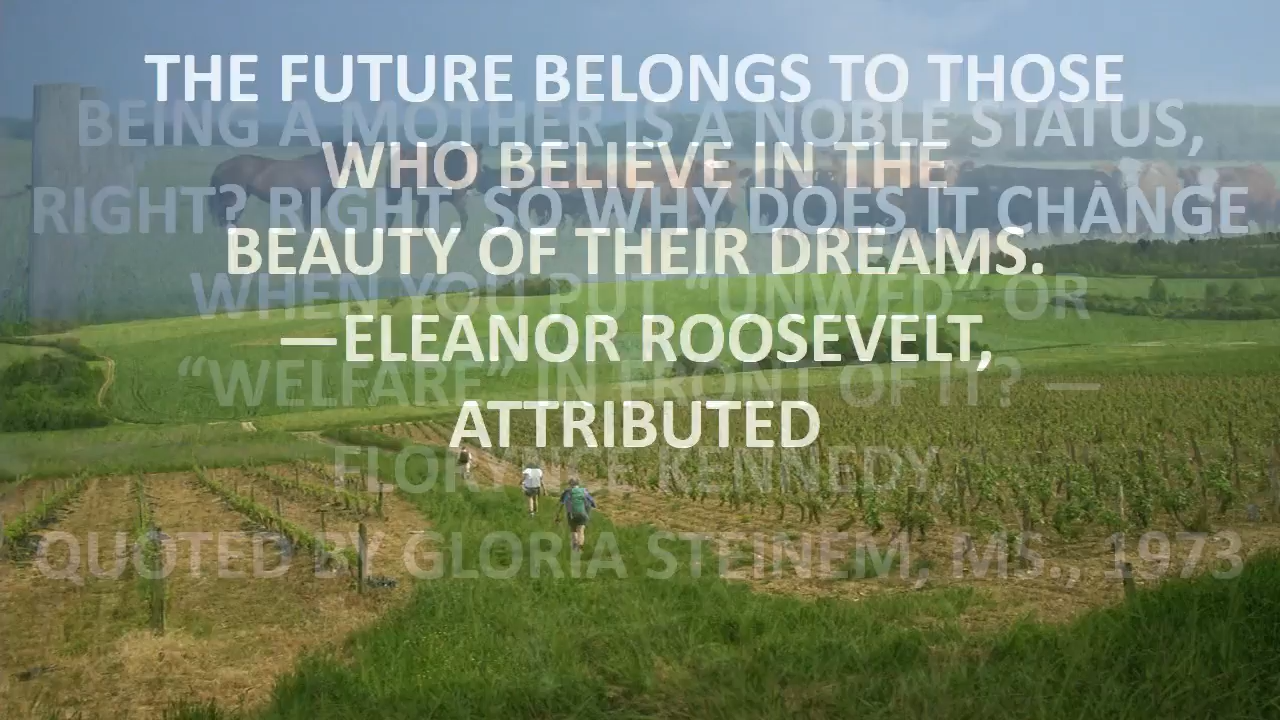 THE FUTURE BELONGS TO THOSE
WHO BELIEVE IN THE
BEAUTY OF THEIR DREAMS.
—ELEANOR ROOSEVELT,
ATTRIBUTED
BEING A MOTHER IS A NOBLE STATUS,
RIGHT? RIGHT. SO WHY DOES IT CHANGE
WHEN YOU PUT “UNWED” OR
“WELFARE” IN FRONT OF IT? —
FLORYNCE KENNEDY,
QUOTED BY GLORIA STEINEM, MS., 1973